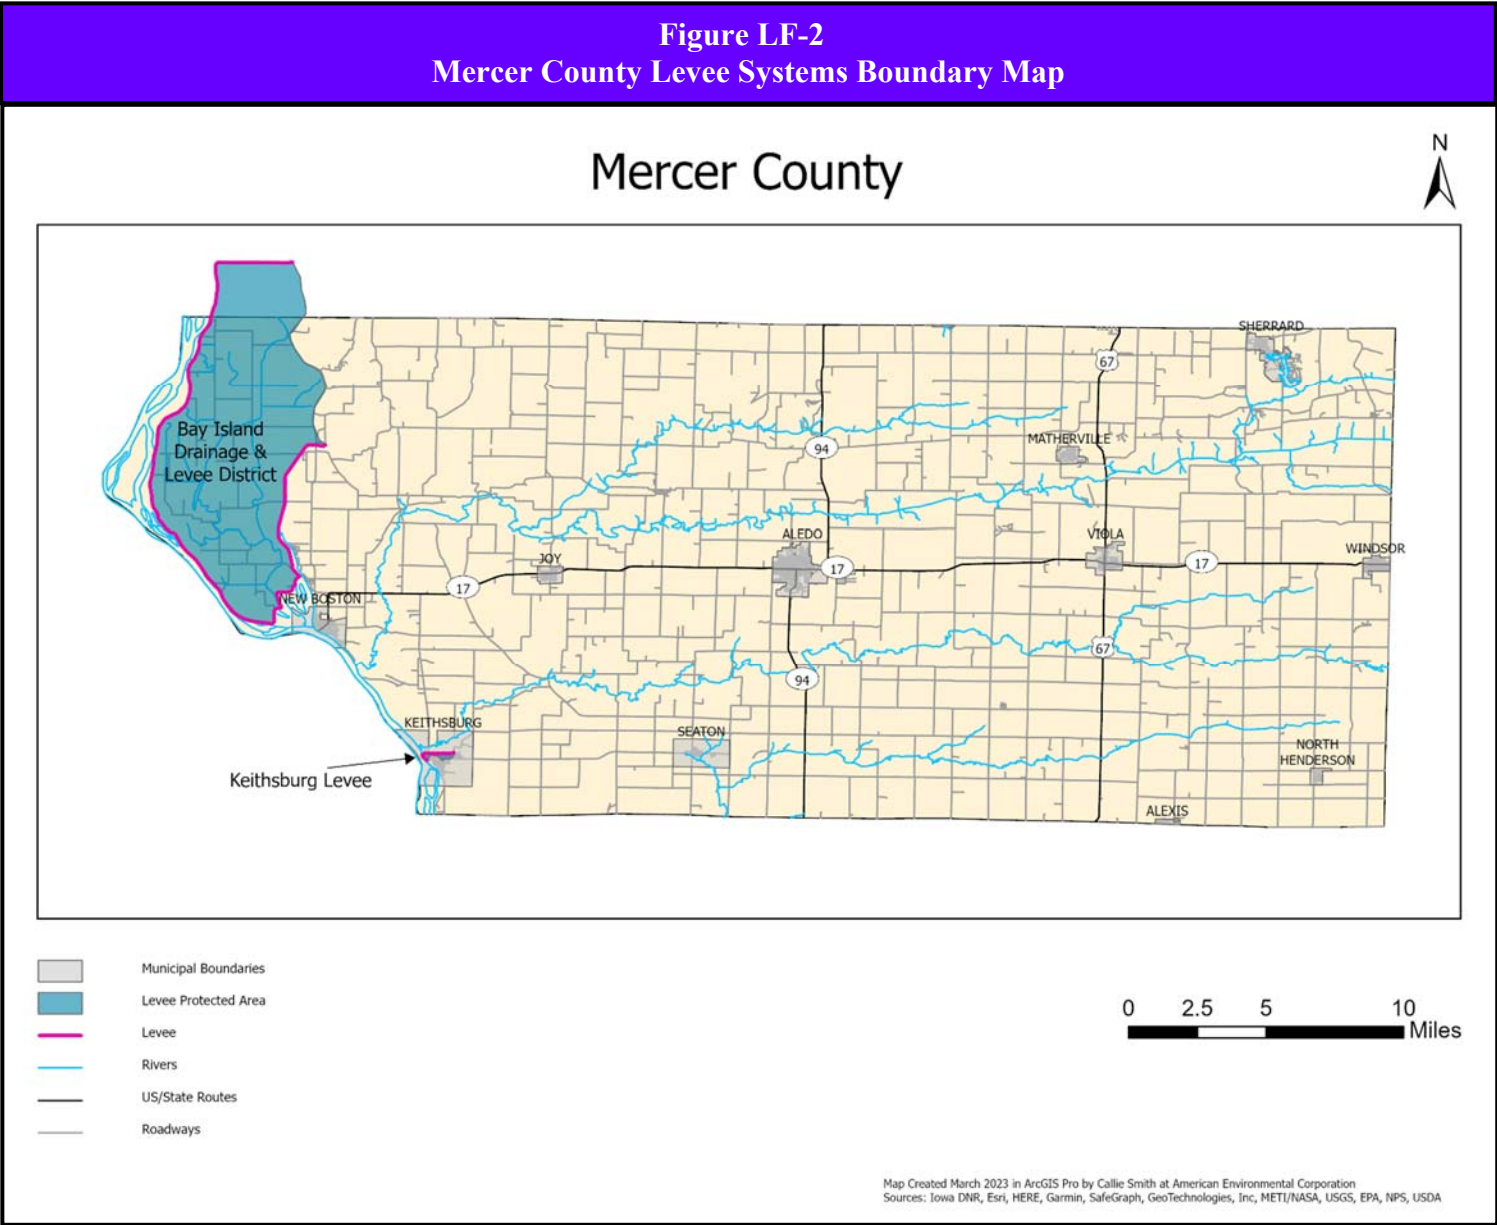 Figure LF-2
Mercer County Levee Systems Boundary Map
Mercer County
N
SHERRARD
67
Bay Island
Drainage &
Levee District
94
MATHERVILLE
ALEDO
VIOLA
WINDSOR
JOY
17
17
17
NEW BOSTON
67
94
KEITHSBURG
SEATON
Keithsburg Levee
NORTH
HENDERSON
ALEXIS
Municipal Boundaries
Levee Protected Area
Levee
Rivers
US/State Routes
Roadways
0 2.5 5 10
Miles
Map Created March 2023 in ArcGIS Pro by Callie Smith at American Environmental Corporation
Sources: Iowa DNR, Esri, HERE, Garmin, SafeGraph, GeoTechnologies, Inc, METI/NASA, USGS, EPA, NPS, USDA